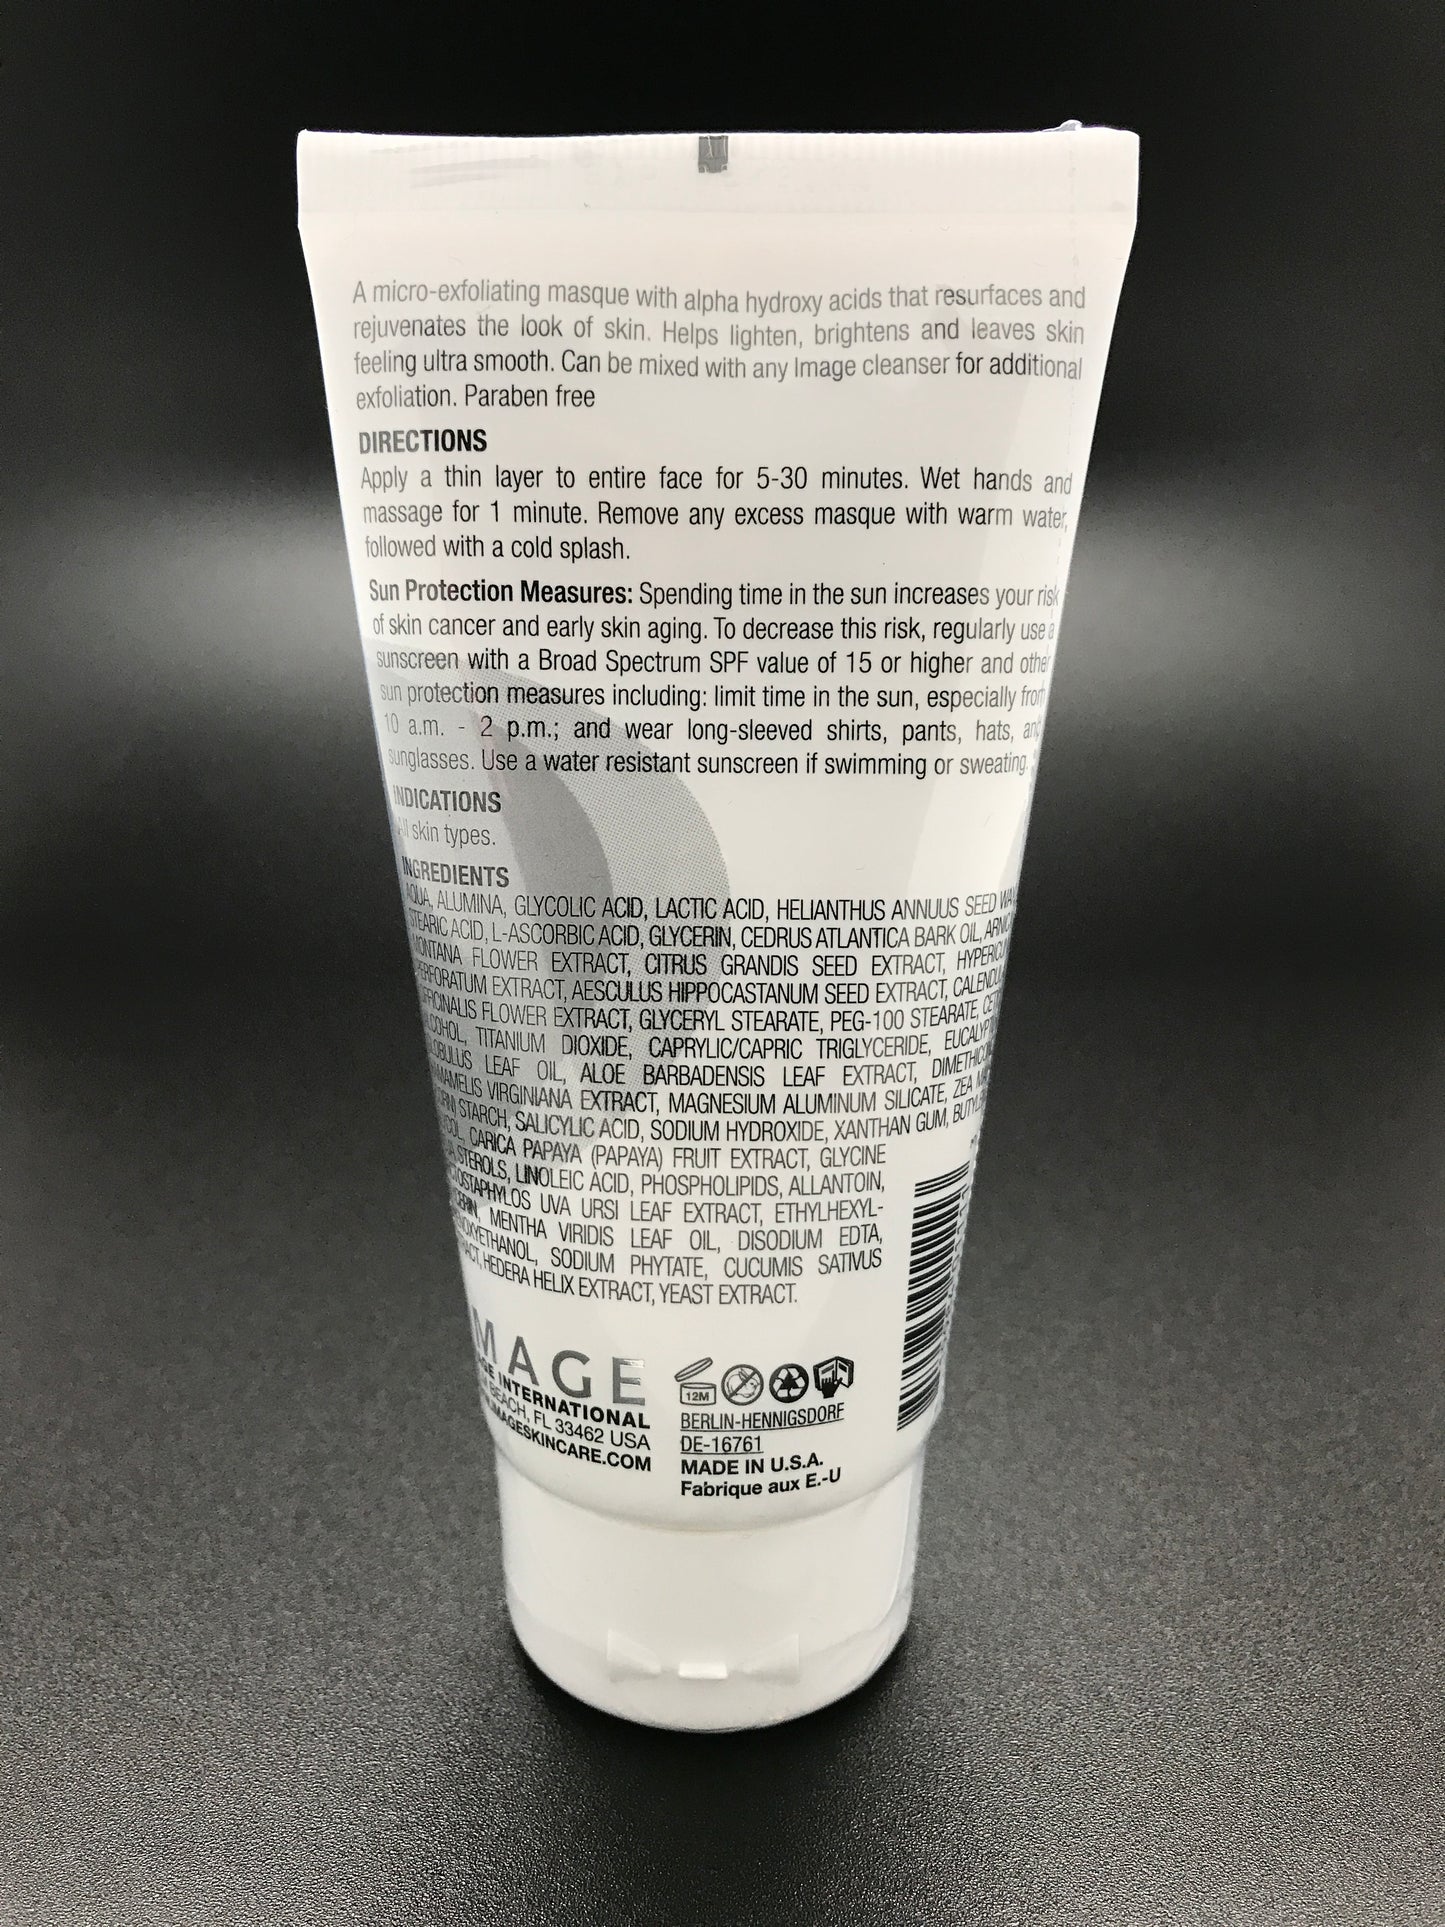 A micro-exfoliating masque with alpha hydroxy acids that resurfaces and
rejuvenates the look of skin. Helps lighten, brightens and leaves skin
feeling ultra smooth. Can be mixed with any Image cleanser for additional
exfoliation. Paraben free
DIRECTIONS
Apply a thin layer to entire face for 5-30 minutes. Wet hands and
massage for 1 minute. Remove any excess masque with warm water,
followed with a cold splash.
Sun Protection Measures: Spending time in the sun increases your risk
of skin cancer and early skin aging. To decrease this risk, regularly use a
sunscreen with a Broad Spectrum SPF value of 15 or higher and other
sun protection measures including: limit time in the sun, especially from
10 a.m. - 2 p.m.; and wear long-sleeved shirts, pants, hats, and
sunglasses. Use a water resistant sunscreen if swimming or sweating.
INDICATIONS
All skin types.
INGREDIENTS
AQUA, ALUMINA, GLYCOLIC ACID, LACTIC ACID, HELIANTHUS ANNUUS SEED
STEARIC ACID, L-ASCORBIC ACID, GLYCERIN, CEDRUS ATLANTICA BARK OIL,
MONTANA FLOWER EXTRACT, CITRUS GRANDIS SEED EXTRACT,
PERFORATUM EXTRACT, AESCULUS HIPPOCASTANUM SEED EXTRACT,
FLOWER EXTRACT, GLYCERYL STEARATE, PEG-100 STEARATE,
TITANIUM DIOXIDE, CAPRYLIC/CAPRIC TRIGLYCERIDE,
LEAF OIL, ALOE BARBADENSIS LEAF EXTRACT,
VIRGINIANA EXTRACT, MAGNESIUM ALUMINUM SILICATE, ZEA
STARCH, SALICYLIC ACID, SODIUM HYDROXIDE, XANTHAN GUM,
CARICA PAPAYA (PAPAYA) FRUIT EXTRACT, GLYCINE
STEROLS, LINOLEIC ACID, PHOSPHOLIPIDS, ALLANTOIN,
UVA URSI LEAF EXTRACT, ETHYLHEXYL-
MENTHA VIRIDIS LEAF OIL, DISODIUM EDTA,
SODIUM PHYTATE, CUCUMIS SATIVUS
HEDERA HELIX EXTRACT, YEAST EXTRACT.
MAGE
INTERNATIONAL
BEACH, FL 33462 USA
IMAGESKINCARE.COM
12M
BERLIN-HENNIGSDORF
DE-16761
MADE IN U.S.A.
Fabrique aux E.-U